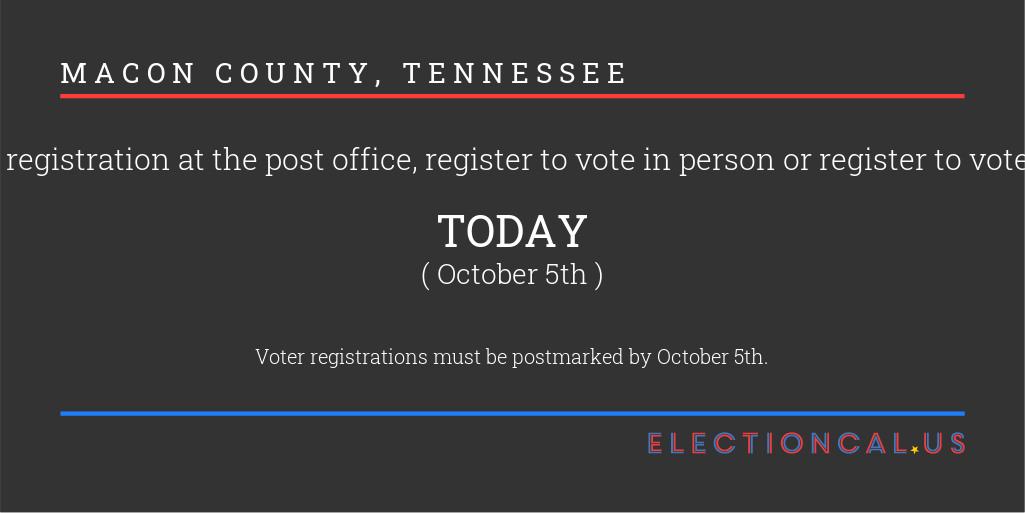 MACON COUNTY, TENNESSEE
registration at the post office, register to vote in person or register to vote
TODAY
( October 5th )
Voter registrations must be postmarked by October 5th.
ELECTIONCAL.US